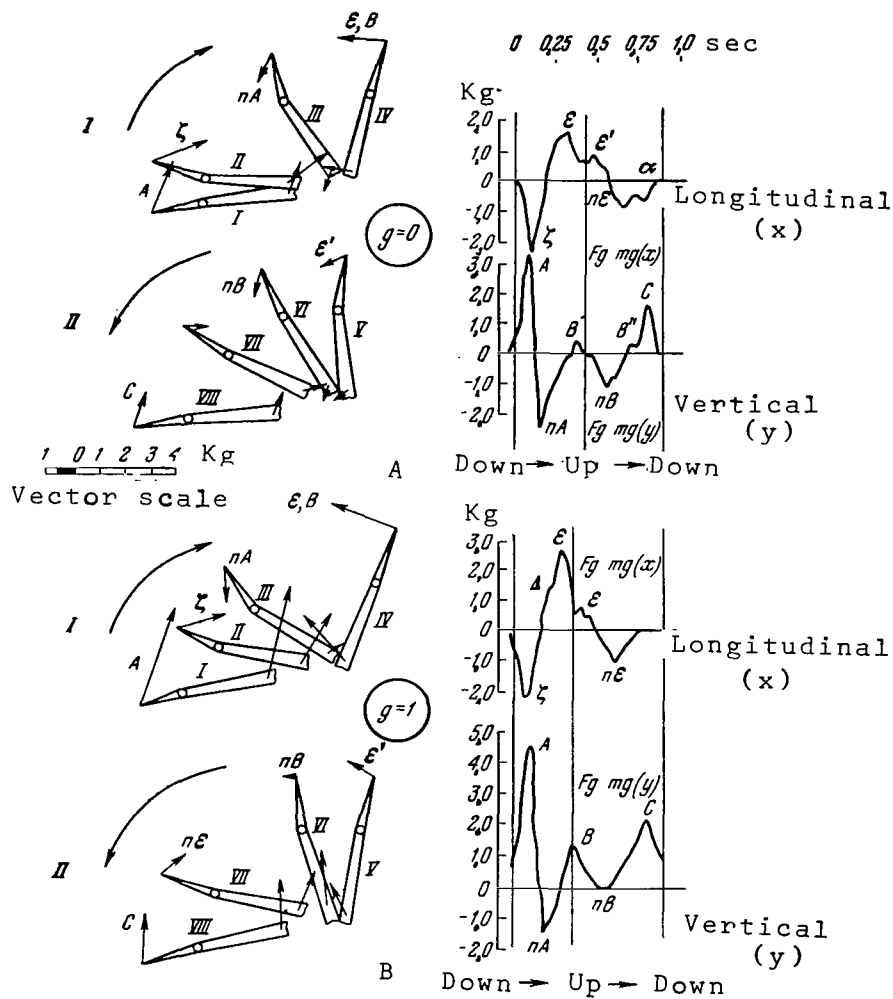 ε, B
0 0,25 0,5 0,75 1,0 sec
Kg
nA
III
IV
I
ζ
II
A
I
2,0
1,0
0
-1,0
-2,0
ε
ε'
α
nε
ζ
Longitudinal
(x)
g=0
Fg mg(x)
ε'
nB
VI
V
II
VII
C
VIII
3,0
2,0
1,0
0
-1,0
-2,0
A
B'
B"
C
nA
nB
Fg mg(y)
Vertical
(y)
1 0 1 2 3 4 Kg
Vector scale
A
Down → Up → Down
ε, B
Kg
nA
III
IV
I
ζ
II
A
I
3,0
2,0
1,0
0
-1,0
-2,0
ε
Δ
ε
nε
ζ
Fg mg(x)
Longitudinal
(x)
g=1
ε'
nB
VI
V
nε
II
VII
C
VIII
5,0
4,0
3,0
2,0
1,0
0
-1,0
-2,0
A
Fg mg(y)
B
C
nB
nA
Vertical
(y)
B
Down → Up → Down